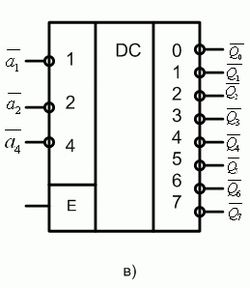 DC
a̅₁ 1
a̅₂ 2
a̅₄ 4
E
0 Q̅₀
1 Q̅₁
2 Q̅₂
3 Q̅₃
4 Q̅₄
5 Q̅
6 Q̅₆
7 Q̅₇
в)